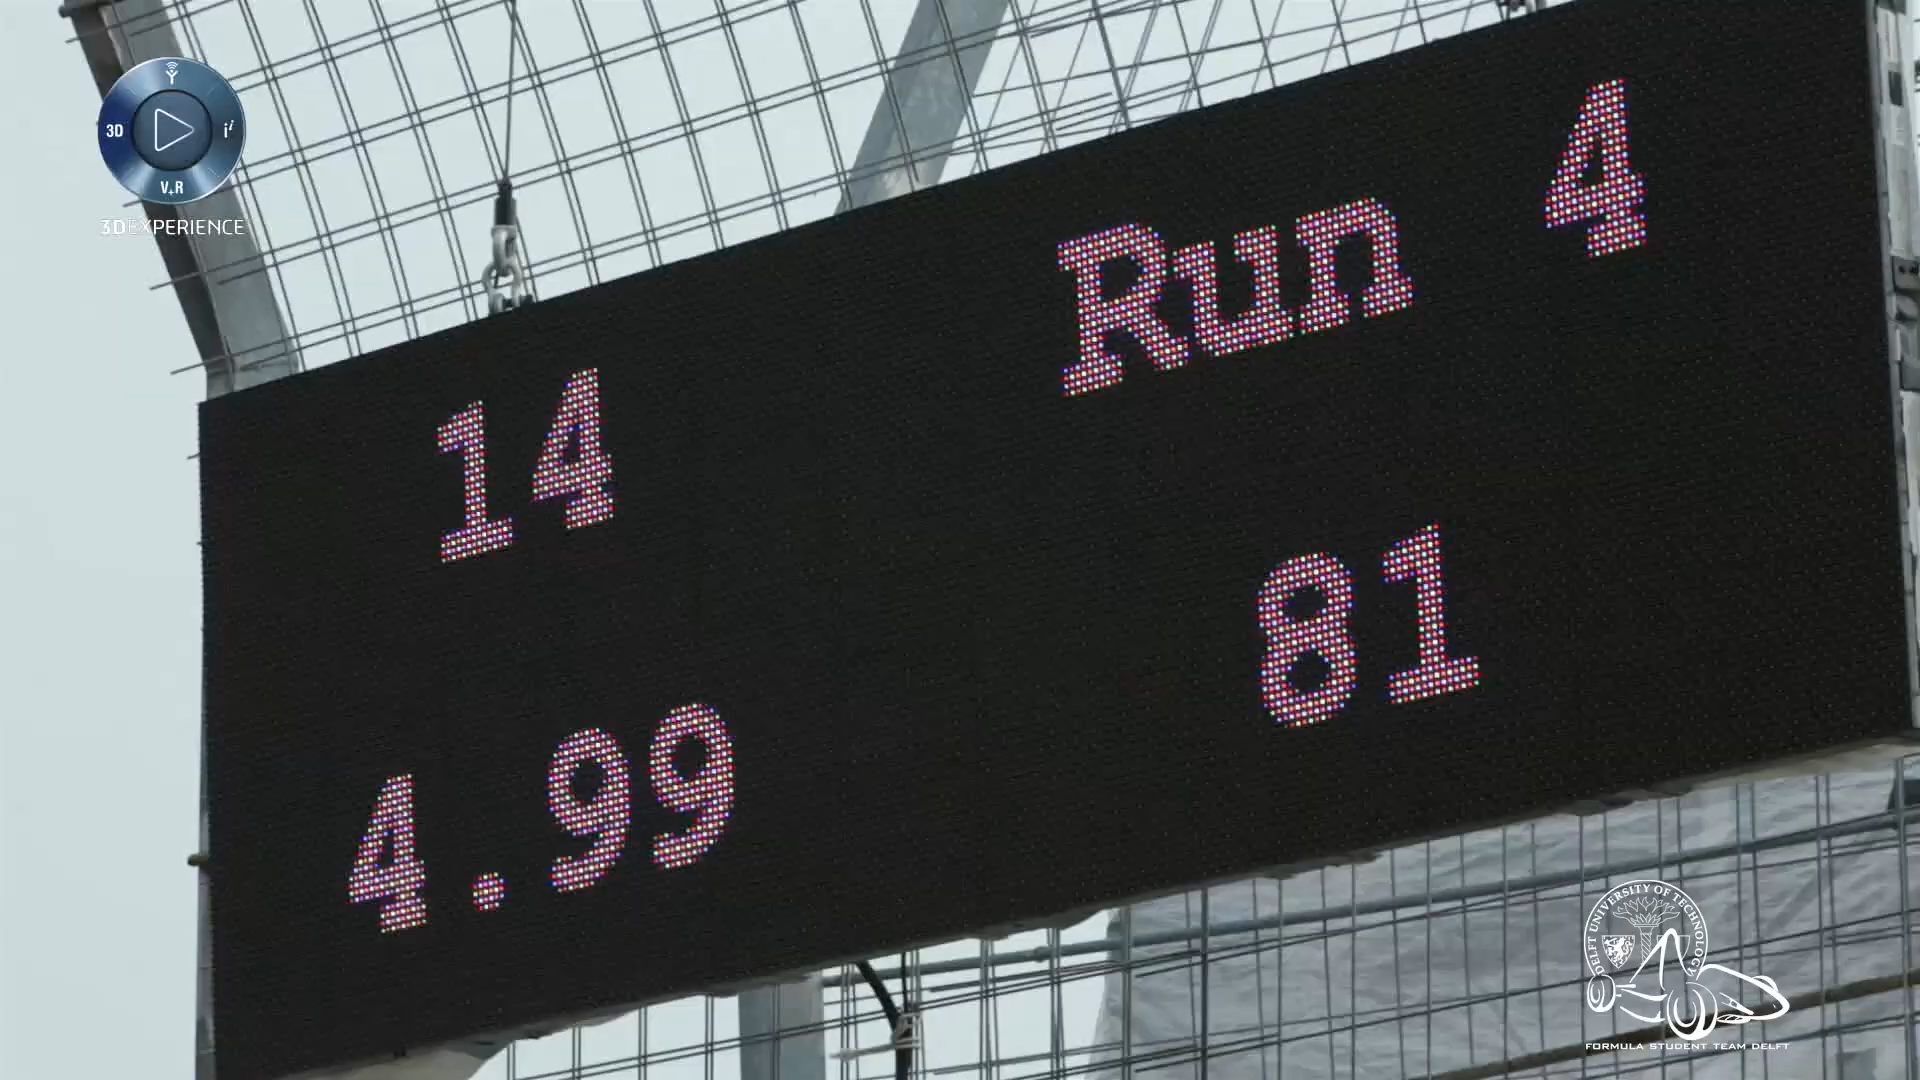 3D
i
V+R
3DEXPERIENCE
14 Run 4
4.99 81
DELFT UNIVERSITY OF TECHNOLOGY
FORMULA STUDENT TEAM DELFT